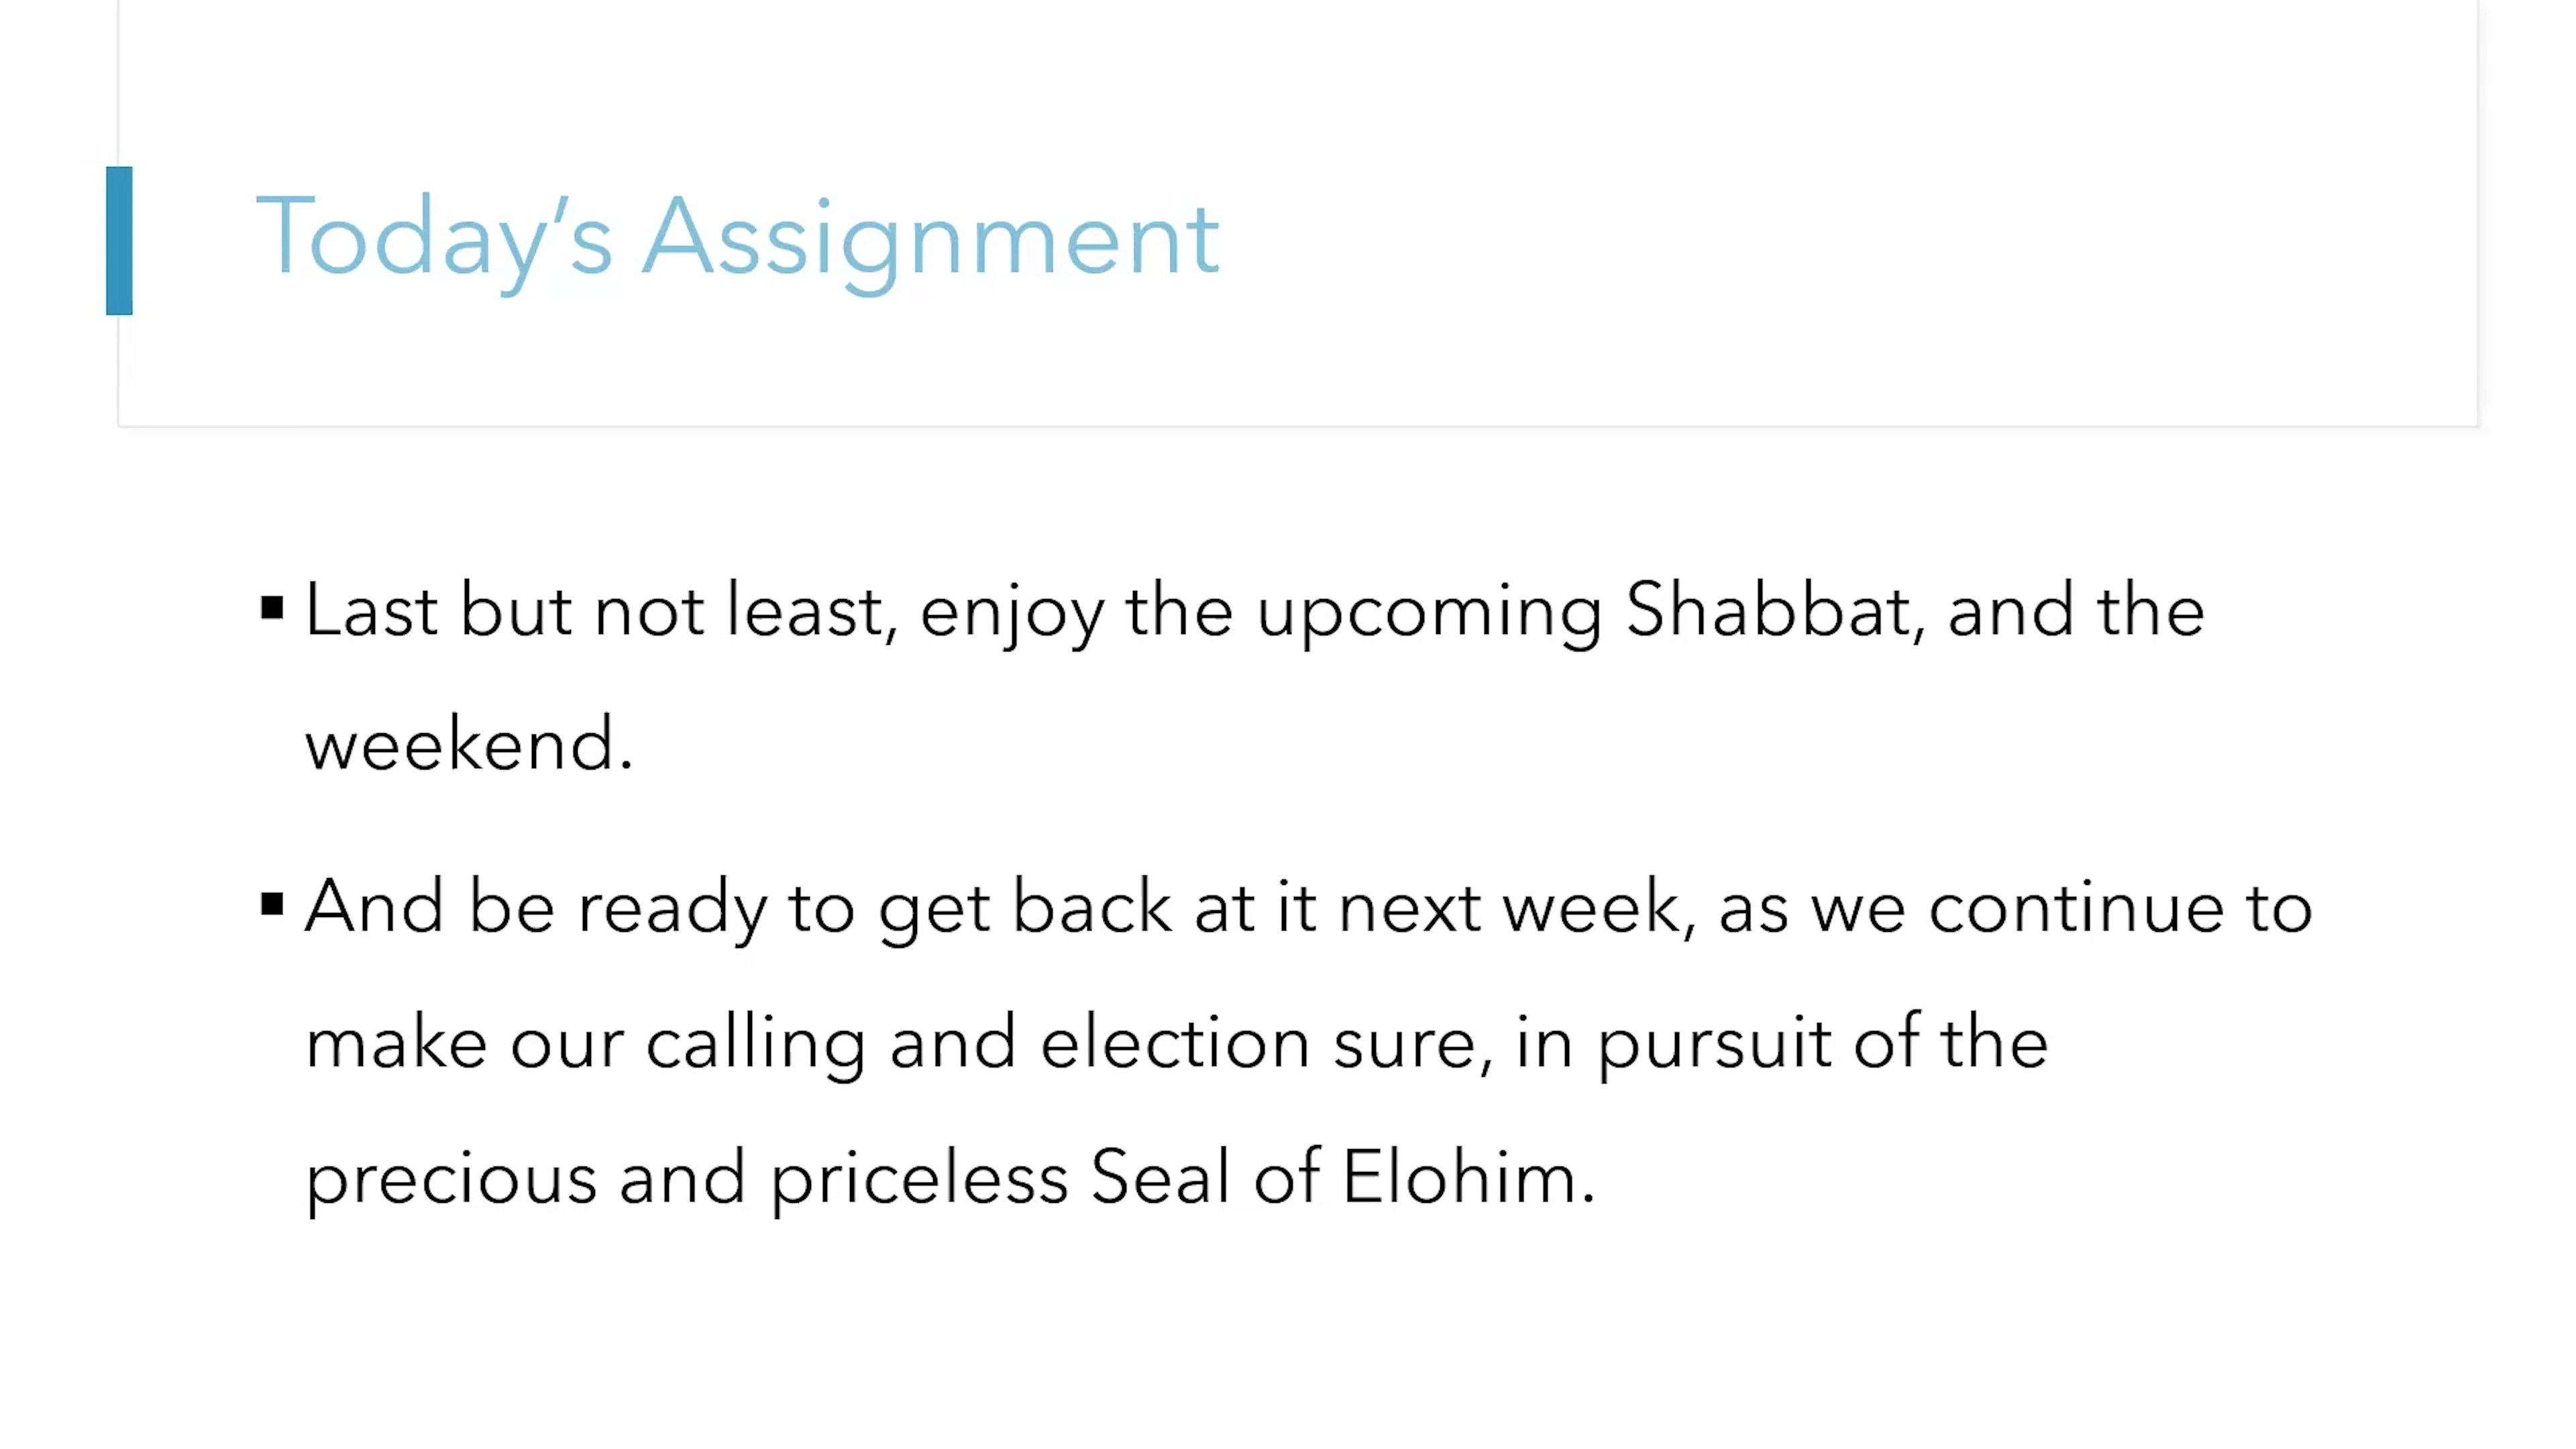 Today’s Assignment
▪ Last but not least, enjoy the upcoming Shabbat, and the
weekend.
▪ And be ready to get back at it next week, as we continue to
make our calling and election sure, in pursuit of the
precious and priceless Seal of Elohim.